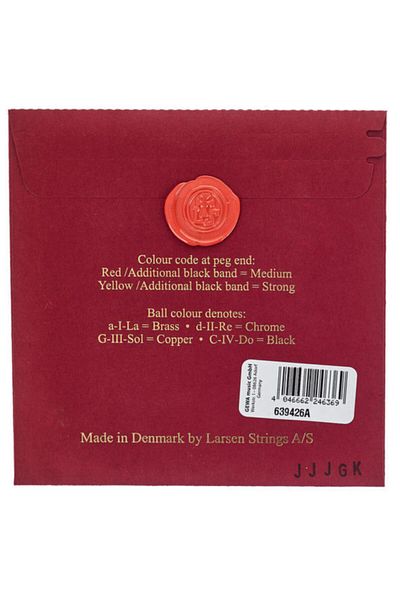 Colour code at peg end:
Red /Additional black band = Medium
Yellow /Additional black band = Strong
Ball colour denotes:
a-I-La = Brass • d-II-Re = Chrome
G-III-Sol = Copper • C-IV-Do = Black
GEWA music GmbH
Germany
4 046662 246369
639426A
Made in Denmark by Larsen Strings A/S
J J J G K